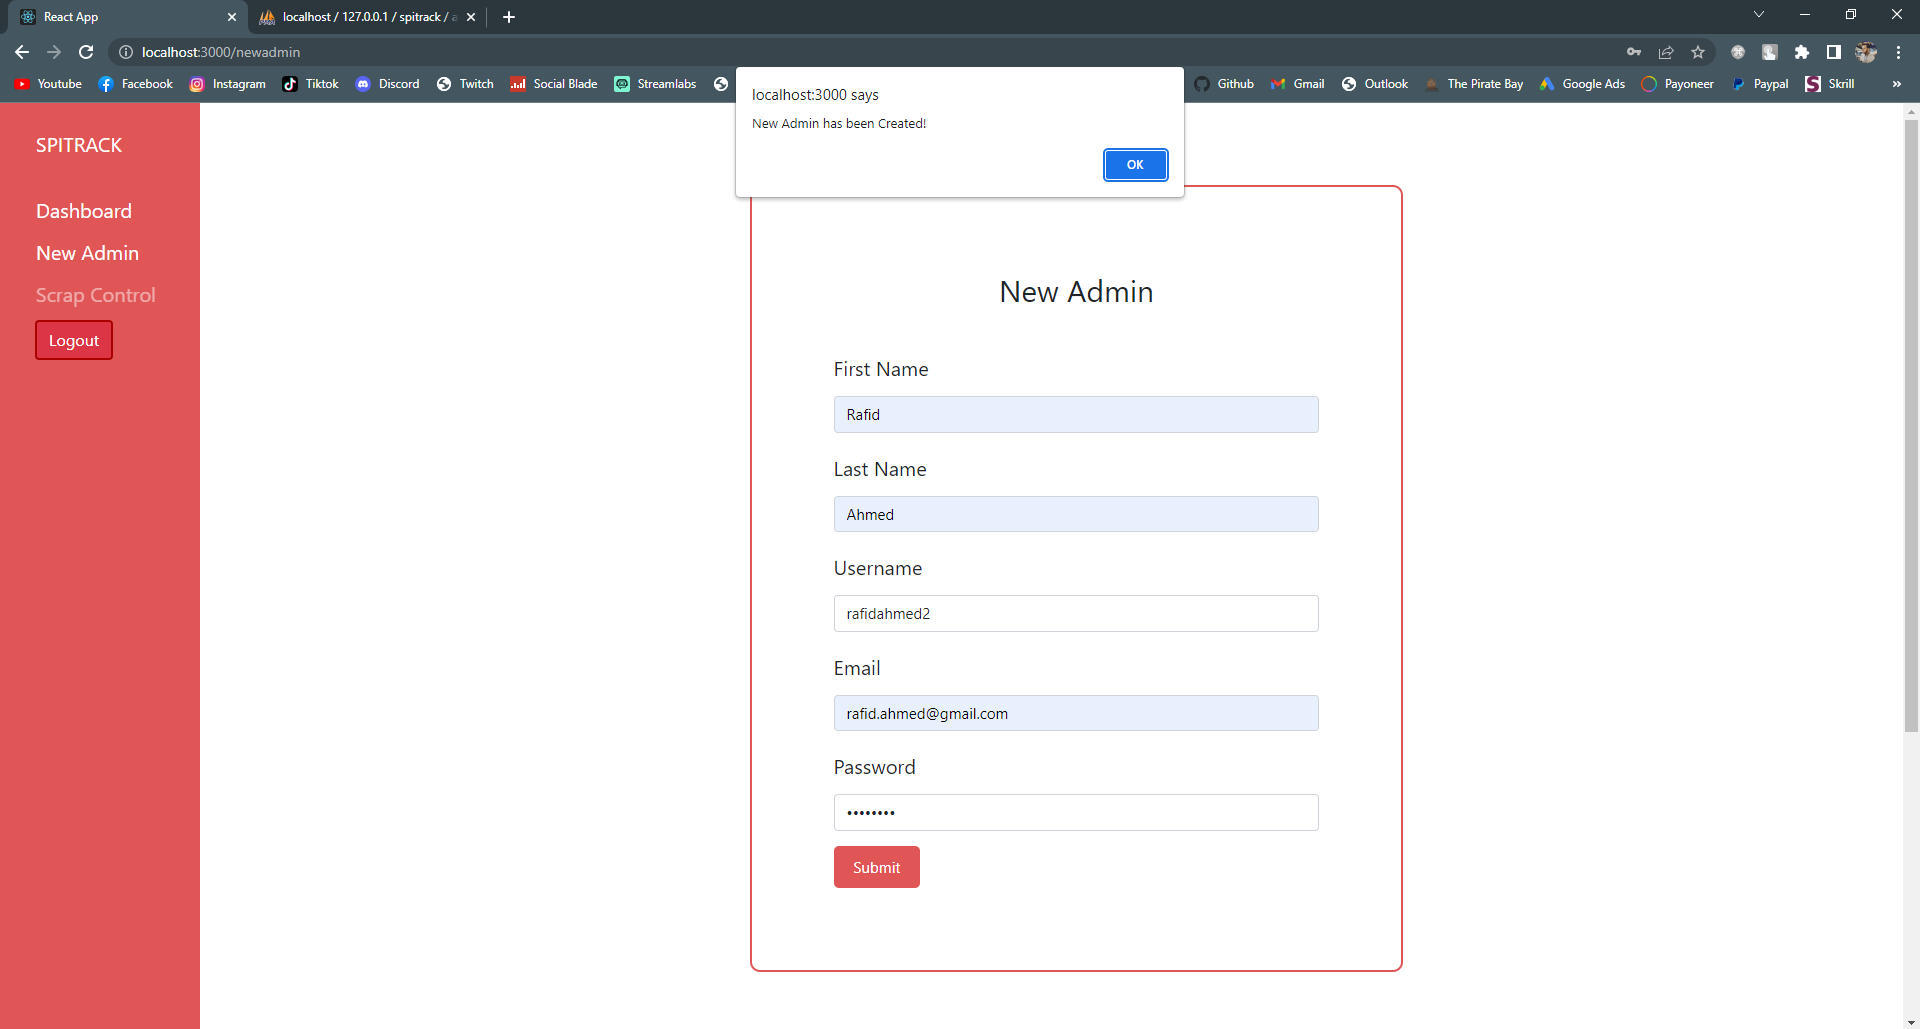 React App
localhost / 127.0.0.1 / spitrack / a
localhost:3000/newadmin
Youtube
Facebook
Instagram
Tiktok
Discord
Twitch
Social Blade
Streamlabs
Github
Gmail
Outlook
The Pirate Bay
Google Ads
Payoneer
Paypal
Skrill
»
localhost:3000 says
New Admin has been Created!
OK
SPITRACK
Dashboard
New Admin
Scrap Control
Logout
New Admin
First Name
Rafid
Last Name
Ahmed
Username
rafidahmed2
Email
rafid.ahmed@gmail.com
Password
••••••••
Submit